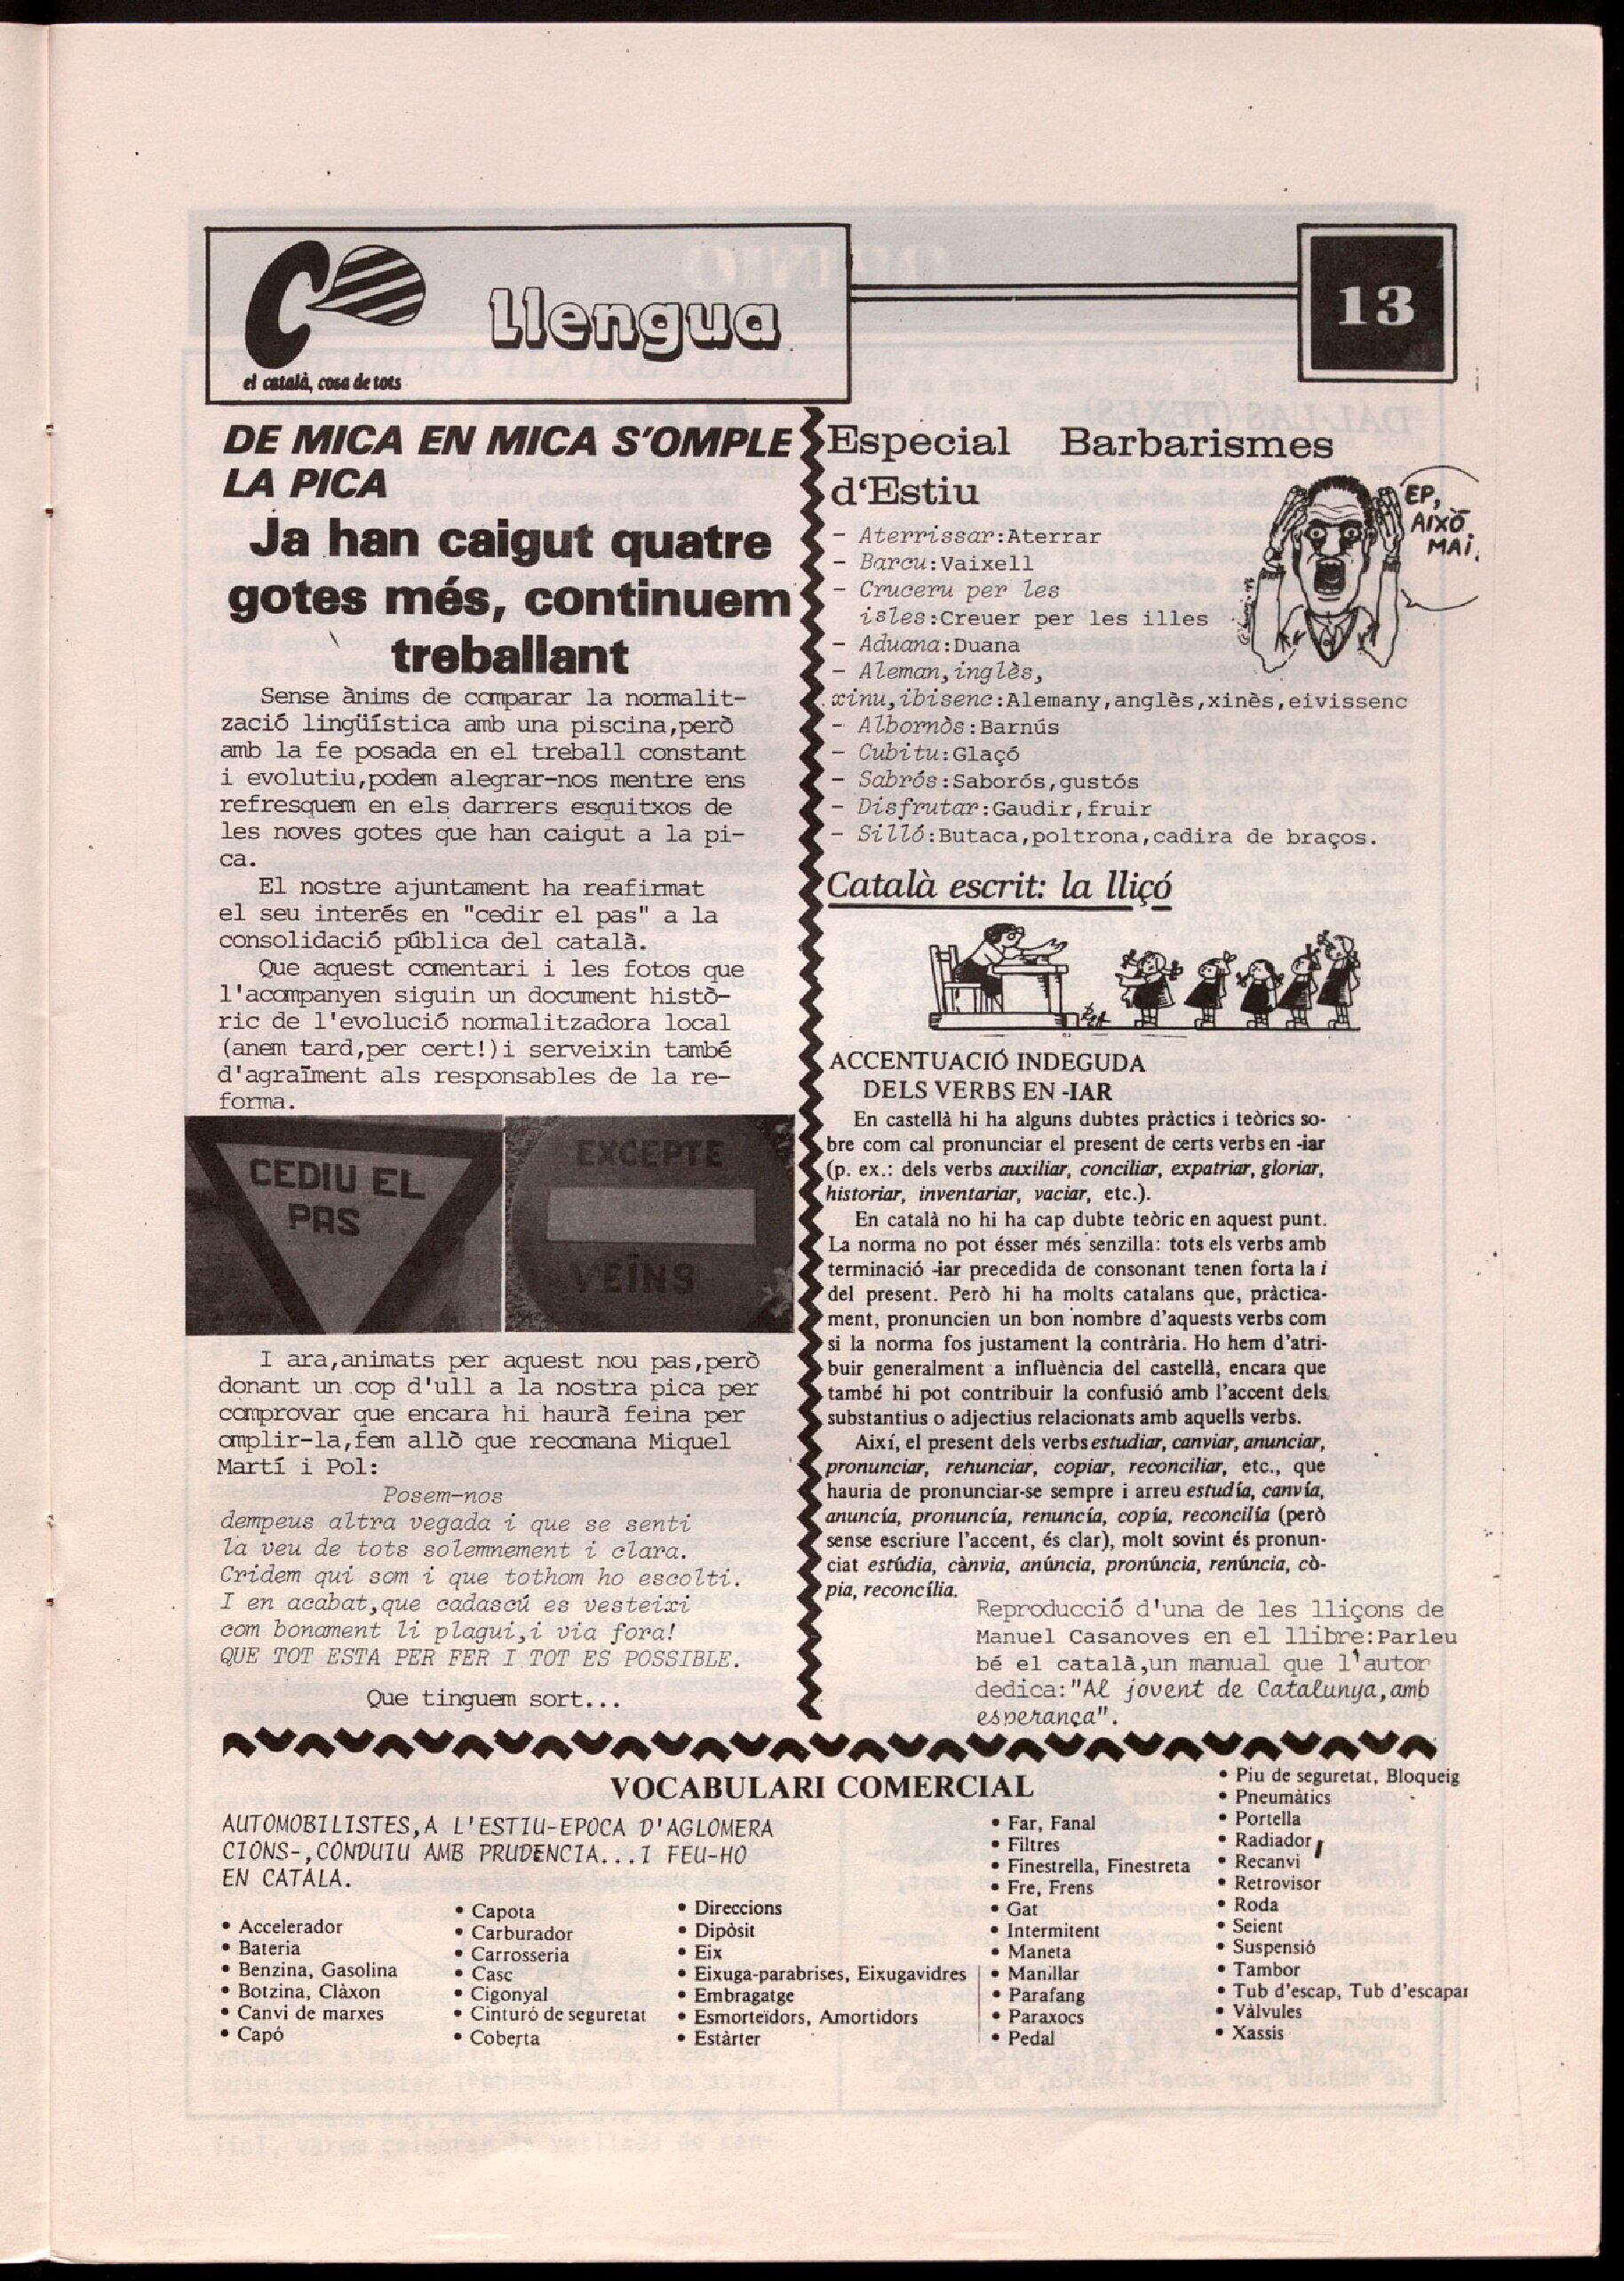 Llengua
el català, cosa de tots
13
DE MICA EN MICA S'OMPLE
LA PICA
Ja han caigut quatre
gotes més, continuem
treballant
Sense ànims de comparar la normalit-
zació lingüística amb una piscina,però
amb la fe posada en el treball constant
i evolutiu,podem alegrar-nos mentre ens
refresquem en els darrers esquitxos de
les noves gotes que han caigut a la pi-
ca.
El nostre ajuntament ha reafirmat
el seu interés en "cedir el pas" a la
consolidació pública del català.
Que aquest comentari i les fotos que
l'acompanyen siguin un document histò-
ric de l'evolució normalitzadora local
(anem tard,per cert!)i serveixin també
d'agraïment als responsables de la re-
forma.
CEDIU EL
PAS
EXCEPTE
VEÏNS
I ara,animats per aquest nou pas,però
donant un cop d'ull a la nostra pica per
comprovar que encara hi haurà feina per
omplir-la,fem allò que recomana Miquel
Martí i Pol:
Posem-nos
dempeus altra vegada i que se senti
la veu de tots solemnement i clara.
Cridem qui som i que tothom ho escolti.
I en acabat,que cadascú es vesteixi
com bonament li plagui,i via fora!
QUE TOT ESTA PER FER I TOT ES POSSIBLE.
Que tinguem sort...
Especial Barbarismes
d'Estiu
EP,
AIXÒ
MAI.
- Aterrissar:Aterrar
- Barcu:Vaixell
- Cruceru per les
isles:Creuer per les illes
- Aduana:Duana
- Aleman,inglès,
xinu,ibisenc:Alemany,anglès,xinès,eivissenc
- Albornòs:Barnús
- Cubitu:Glaçó
- Sabrós:Saborós,gustós
- Disfrutar:Gaudir,fruir
- Silló:Butaca,poltrona,cadira de braços.
Català escrit: la lliçó
ACCENTUACIÓ INDEGUDA
DELS VERBS EN -IAR
En castellà hi ha alguns dubtes pràctics i teòrics so-
bre com cal pronunciar el present de certs verbs en -iar
(p. ex.: dels verbs auxiliar, conciliar, expatriar, gloriar,
historiar, inventariar, vaciar, etc.).
En català no hi ha cap dubte teòric en aquest punt.
La norma no pot ésser més senzilla: tots els verbs amb
terminació -iar precedida de consonant tenen forta la i
del present. Però hi ha molts catalans que, pràctica-
ment, pronuncien un bon nombre d'aquests verbs com
si la norma fos justament la contrària. Ho hem d'atri-
buir generalment a influència del castellà, encara que
també hi pot contribuir la confusió amb l'accent dels
substantius o adjectius relacionats amb aquells verbs.
Així, el present dels verbs estudiar, canviar, anunciar,
pronunciar, renunciar, copiar, reconciliar, etc., que
hauria de pronunciar-se sempre i arreu estudía, canvía,
anuncía, pronuncía, renuncía, copía, reconcilía (però
sense escriure l'accent, és clar), molt sovint és pronun-
ciat estúdia, cànvia, anúncia, pronúncia, renúncia, cò-
pia, reconcília.
Reproducció d'una de les lliçons de
Manuel Casanoves en el llibre:Parleu
bé el català,un manual que l'autor
dedica:"Al jovent de Catalunya,amb
esperança".
VOCABULARI COMERCIAL
AUTOMOBILISTES,A L'ESTIU-EPOCA D'AGLOMERA
CIONS-,CONDUIU AMB PRUDENCIA...I FEU-HO
EN CATALA.
• Accelerador
• Bateria
• Benzina, Gasolina
• Botzina, Clàxon
• Canvi de marxes
• Capó
• Capota
• Carburador
• Carrosseria
• Casc
• Cigonyal
• Cinturó de seguretat
• Coberta
• Direccions
• Dipòsit
• Eix
• Eixuga-parabrises, Eixugavidres
• Embragatge
• Esmorteïdors, Amortidors
• Estàrter
• Far, Fanal
• Filtres
• Finestrella, Finestreta
• Fre, Frens
• Gat
• Intermitent
• Maneta
• Manillar
• Parafang
• Paraxocs
• Pedal
• Piu de seguretat, Bloqueig
• Pneumàtics
• Portella
• Radiador
• Recanvi
• Retrovisor
• Roda
• Seient
• Suspensió
• Tambor
• Tub d'escap, Tub d'escapar
• Vàlvules
• Xassís